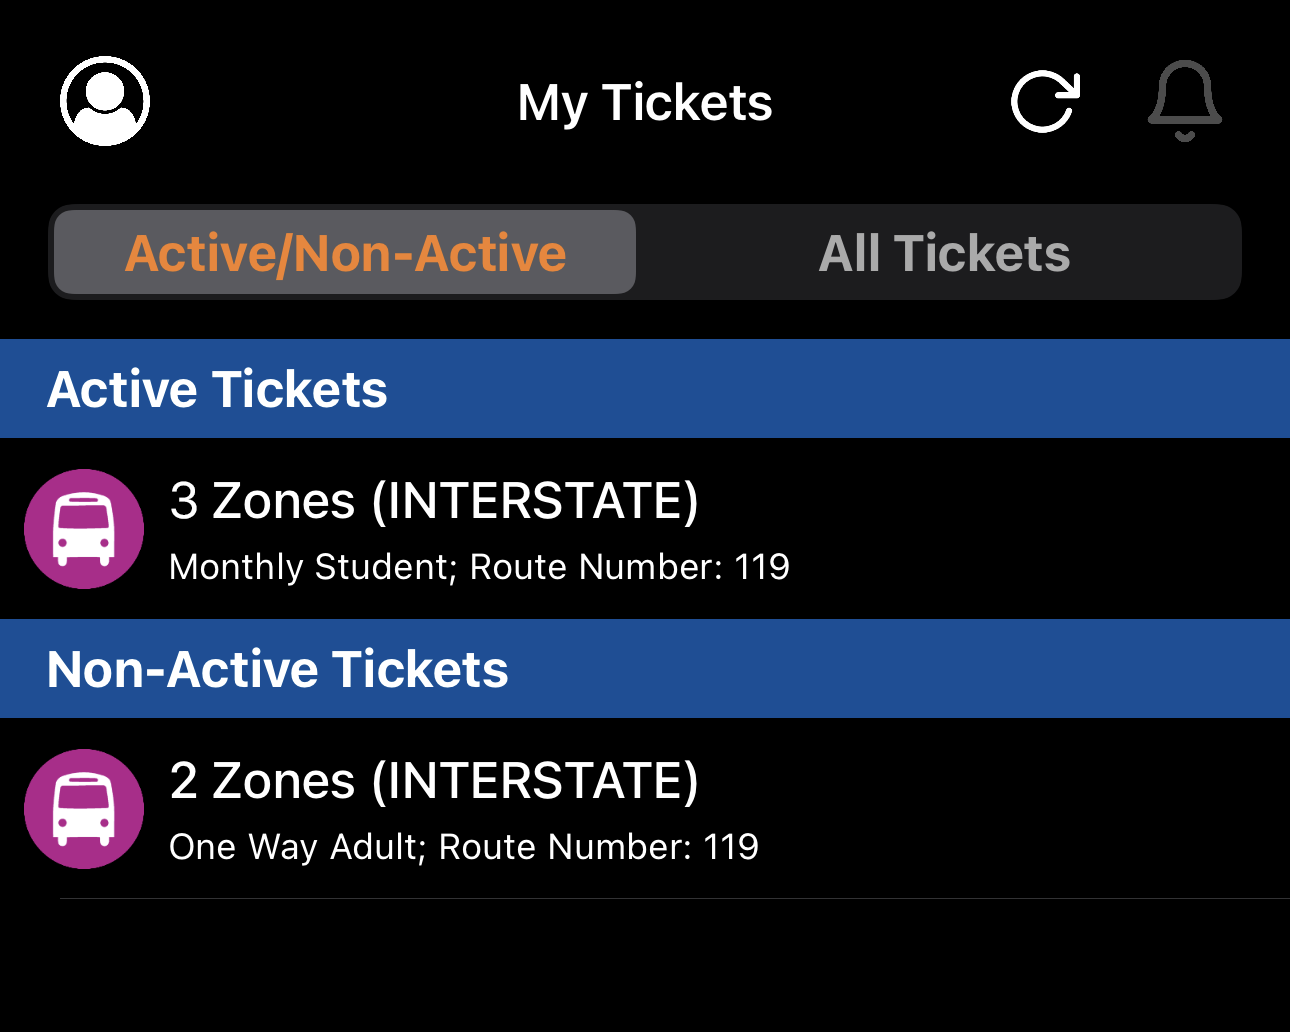 My Tickets
Active/Non-Active
All Tickets
Active Tickets
3 Zones (INTERSTATE)
Monthly Student; Route Number: 119
Non-Active Tickets
2 Zones (INTERSTATE)
One Way Adult; Route Number: 119